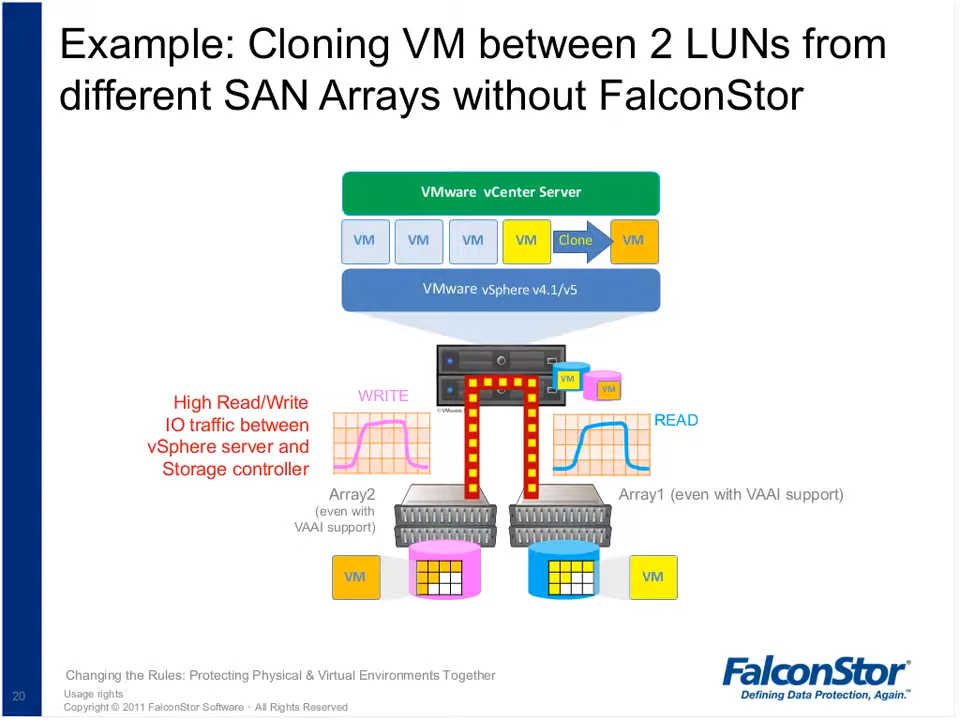 Example: Cloning VM between 2 LUNs from
different SAN Arrays without FalconStor
VMware vCenter Server
VM VM VM VM Clone VM
VMware vSphere v4.1/v5
VM
VM
©VMware
WRITE
READ
High Read/Write
IO traffic between
vSphere server and
Storage controller
Array2
(even with
VAAI support)
Array1 (even with VAAI support)
VM
VM
Changing the Rules: Protecting Physical & Virtual Environments Together
20
Usage rights
Copyright © 2011 FalconStor Software · All Rights Reserved
FalconStor®
Defining Data Protection, Again.™